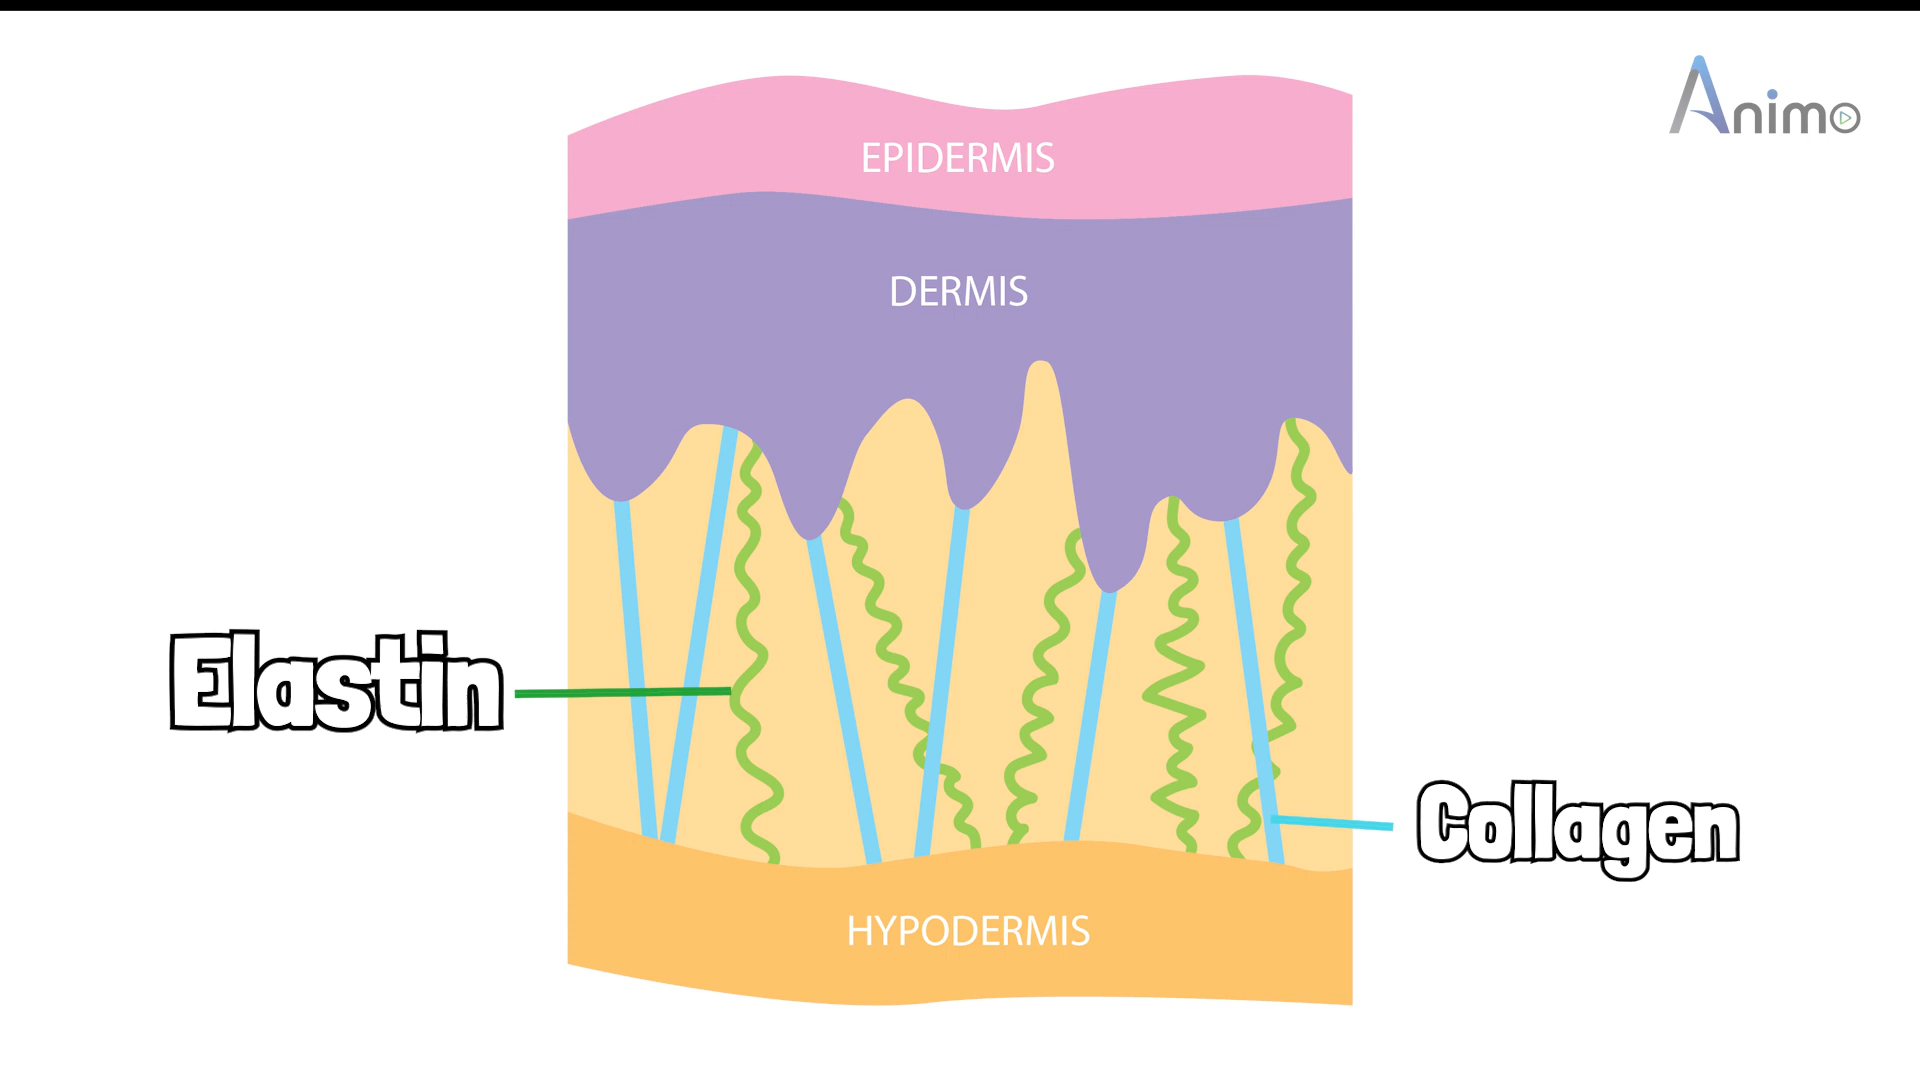 Animo
EPIDERMIS
DERMIS
Elastin
Collagen
HYPODERMIS